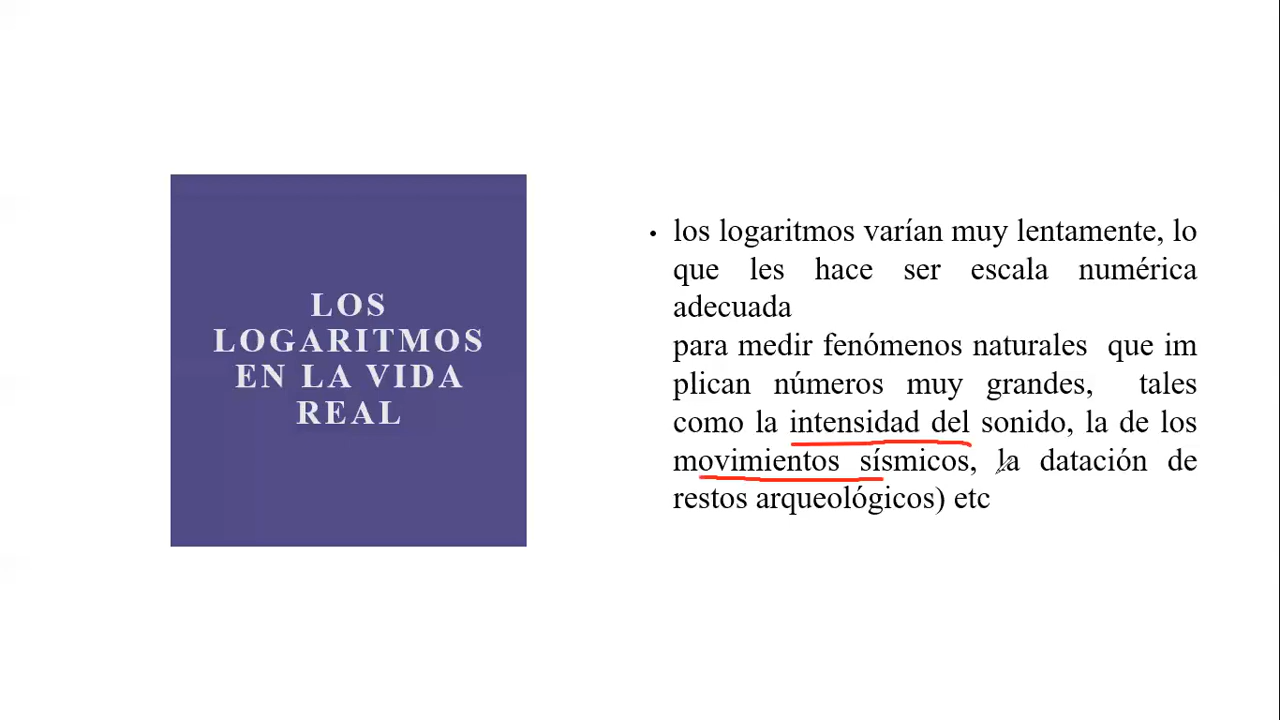 LOS
LOGARITMOS
EN LA VIDA
REAL
• los logaritmos varían muy lentamente, lo
que les hace ser escala numérica
adecuada
para medir fenómenos naturales que im
plican números muy grandes, tales
como la intensidad del sonido, la de los
movimientos sísmicos, la datación de
restos arqueológicos) etc